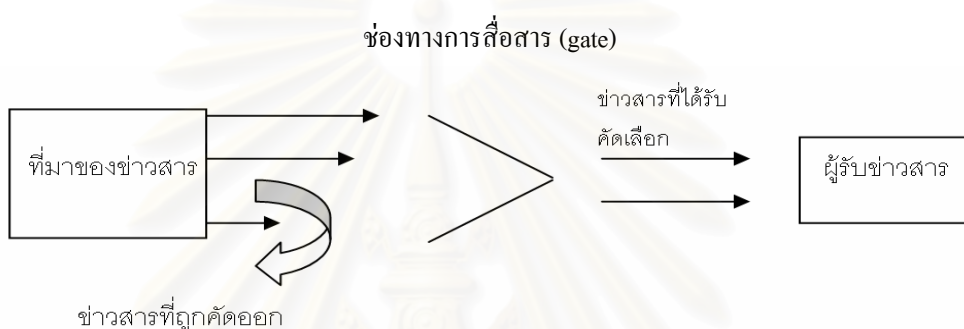 ช่องทางการสื่อสาร (gate)
ข่าวสารที่ได้รับ
คัดเลือก
ที่มาของข่าวสาร
ผู้รับข่าวสาร
ข่าวสารที่ถูกคัดออก